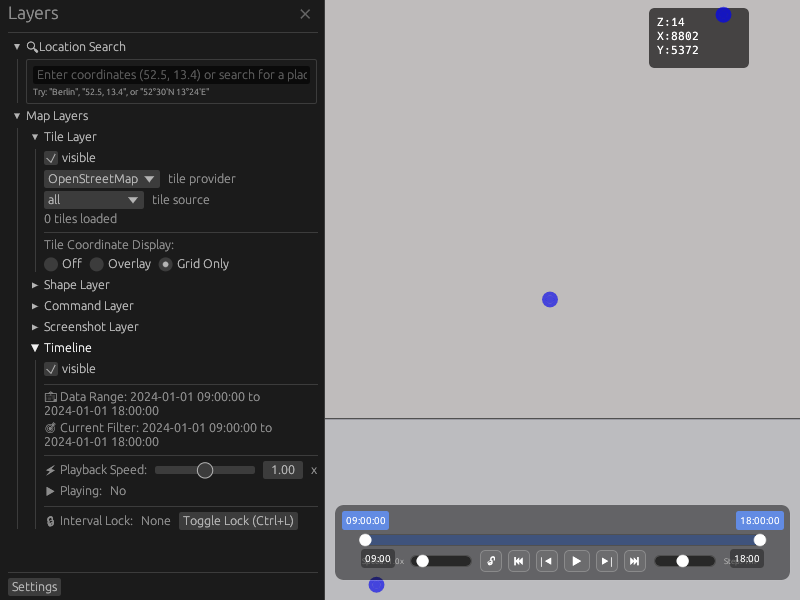 Layers
Location Search
Enter coordinates (52.5, 13.4) or search for a plac
Try: "Berlin", "52.5, 13.4", or "52°30'N 13°24'E"
Map Layers
Tile Layer
visible
OpenStreetMap tile provider
all tile source
0 tiles loaded
Tile Coordinate Display:
Off Overlay Grid Only
Shape Layer
Command Layer
Screenshot Layer
Timeline
visible
Data Range: 2024-01-01 09:00:00 to
2024-01-01 18:00:00
Current Filter: 2024-01-01 09:00:00 to
2024-01-01 18:00:00
Playback Speed: 1.00 x
Playing: No
Interval Lock: None Toggle Lock (Ctrl+L)
Settings
Z:14
X:8802
Y:5372
09:00:00 18:00:00
09:00 18:00